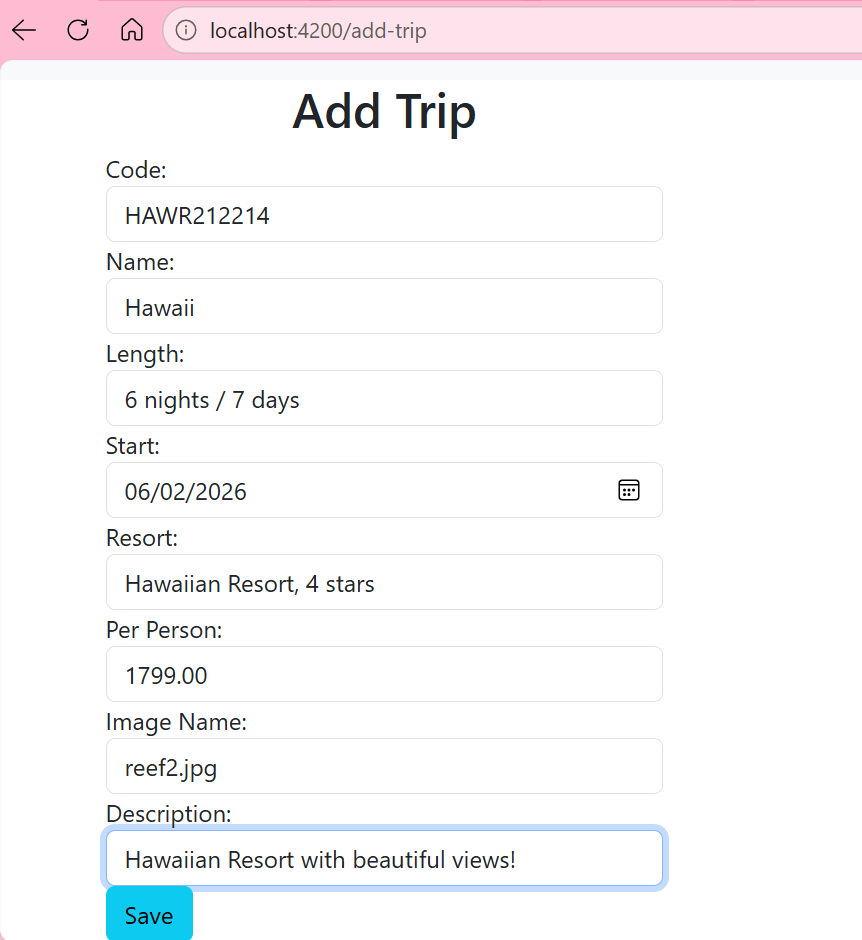 localhost:4200/add-trip
Add Trip
Code:
HAWR212214
Name:
Hawaii
Length:
6 nights / 7 days
Start:
06/02/2026
Resort:
Hawaiian Resort, 4 stars
Per Person:
1799.00
Image Name:
reef2.jpg
Description:
Hawaiian Resort with beautiful views!
Save